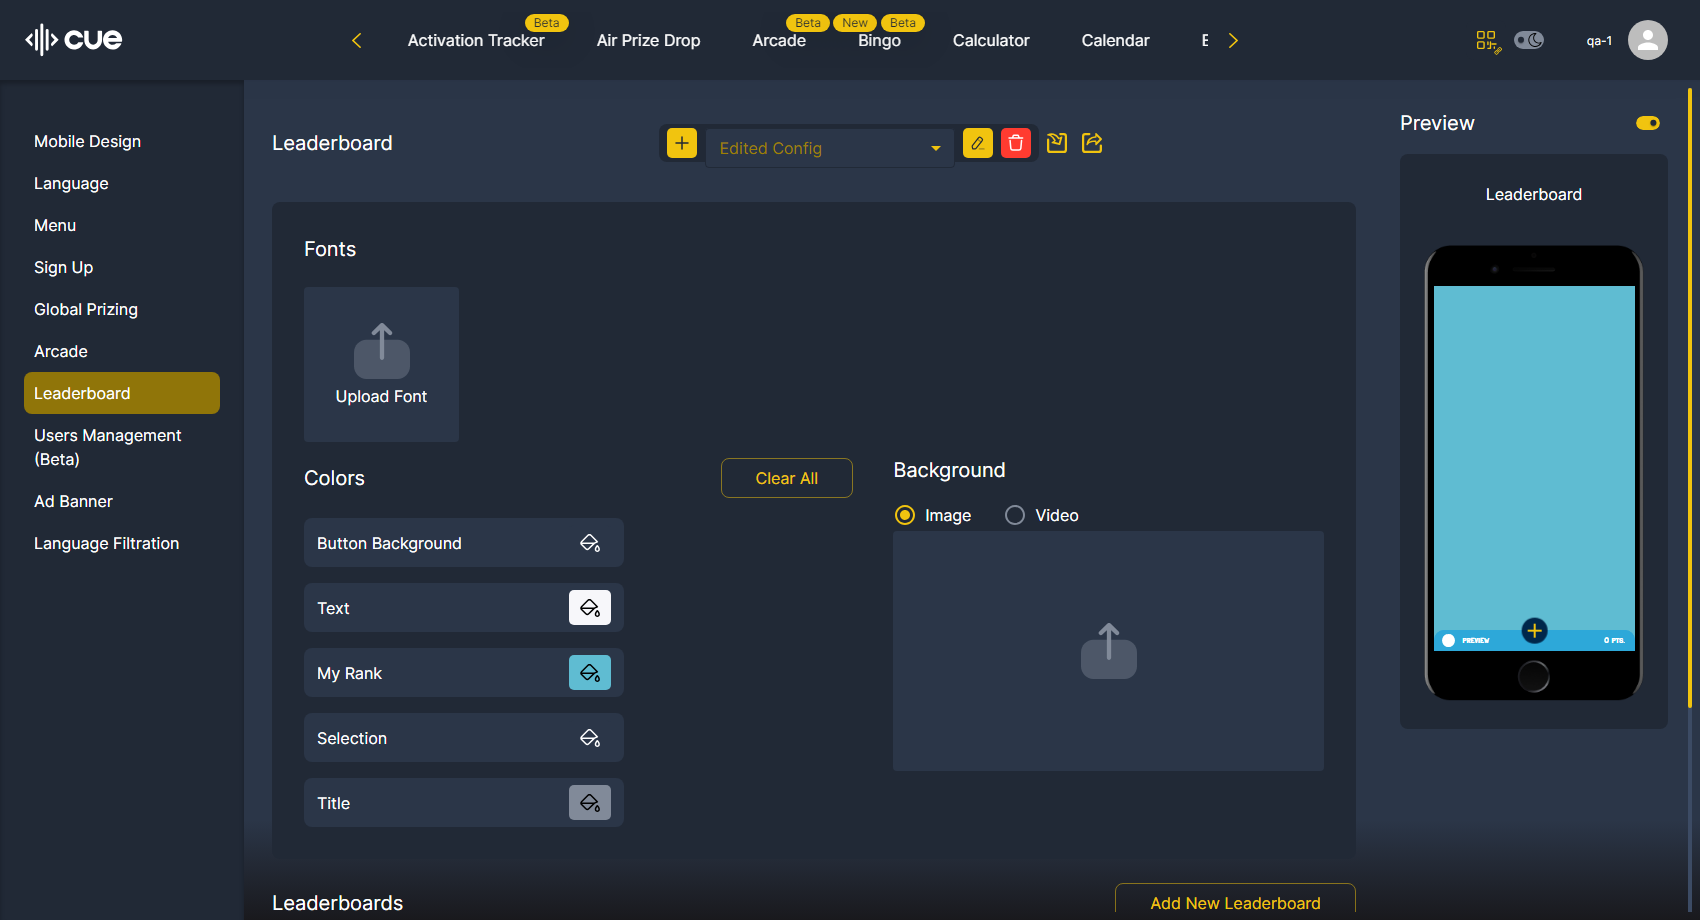 cue
Beta
Beta
New
Beta
Activation Tracker
Air Prize Drop
Arcade
Bingo
Calculator
Calendar
qa-1
Mobile Design
Language
Menu
Sign Up
Global Prizing
Arcade
Leaderboard
Users Management
(Beta)
Ad Banner
Language Filtration
Leaderboard
Edited Config
Fonts
Upload Font
Colors
Clear All
Button Background
Text
My Rank
Selection
Title
Background
Image
Video
Leaderboards
Add New Leaderboard
Preview
Leaderboard
PREVIEW
0 PTS.